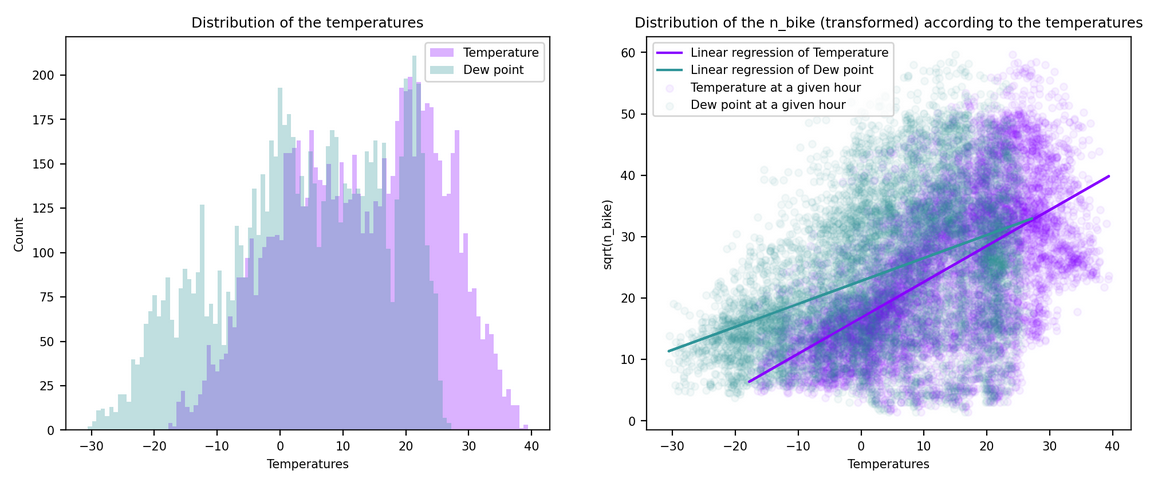 Distribution of the temperatures
Temperature
Dew point
200
175
150
125
100
75
50
25
0
Count
−30
−20
−10
0
10
20
30
40
Temperatures
Distribution of the n_bike (transformed) according to the temperatures
Linear regression of Temperature
Linear regression of Dew point
Temperature at a given hour
Dew point at a given hour
60
50
40
30
20
10
0
sqrt(n_bike)
−30
−20
−10
0
10
20
30
40
Temperatures